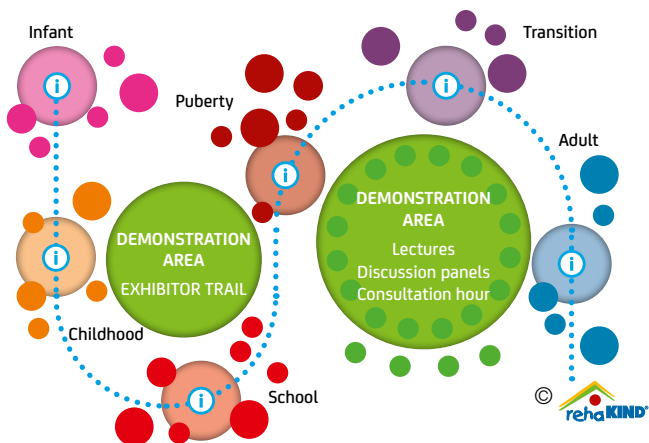 Infant
Transition
Puberty
Adult
DEMONSTRATION
AREA
EXHIBITOR TRAIL
DEMONSTRATION
AREA
Lectures
Discussion panels
Consultation hour
Childhood
School
i
i
i
i
i
i
© rehaKIND®